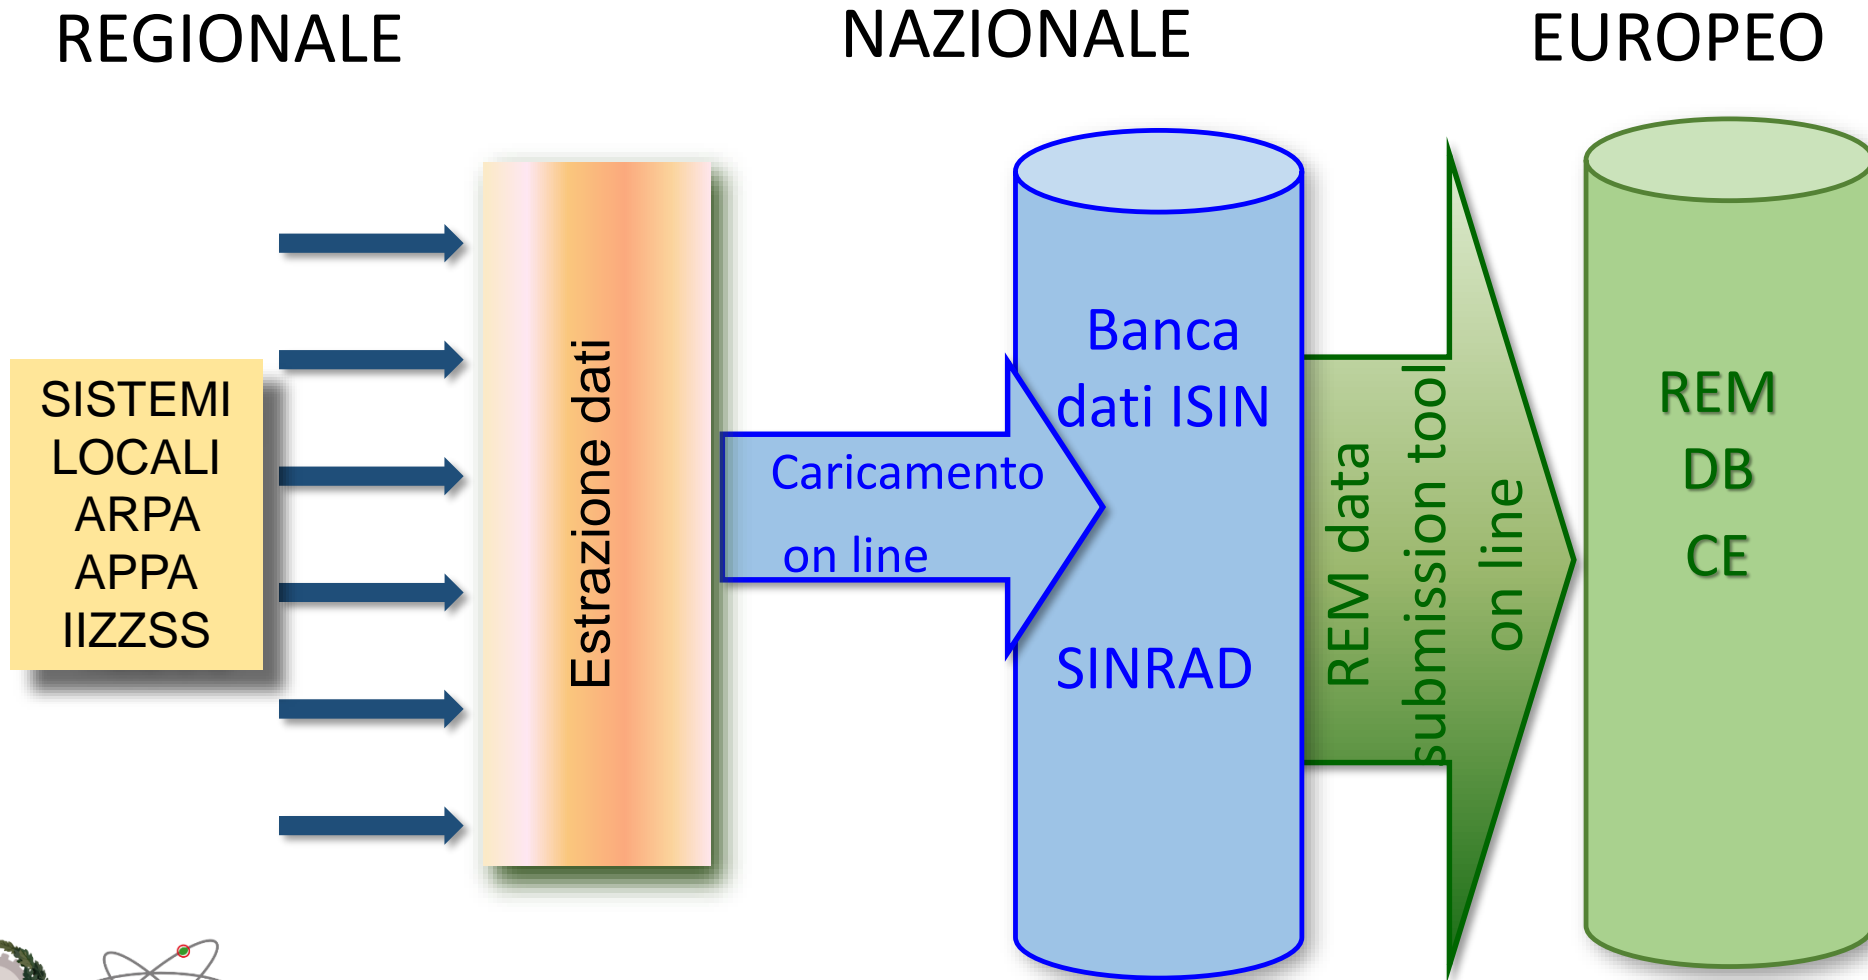 REGIONALE
NAZIONALE
EUROPEO
SISTEMI
LOCALI
ARPA
APPA
IIZZSS
Estrazione dati
Caricamento
on line
Banca
dati ISIN
SINRAD
REM data
submission tool
on line
REM
DB
CE